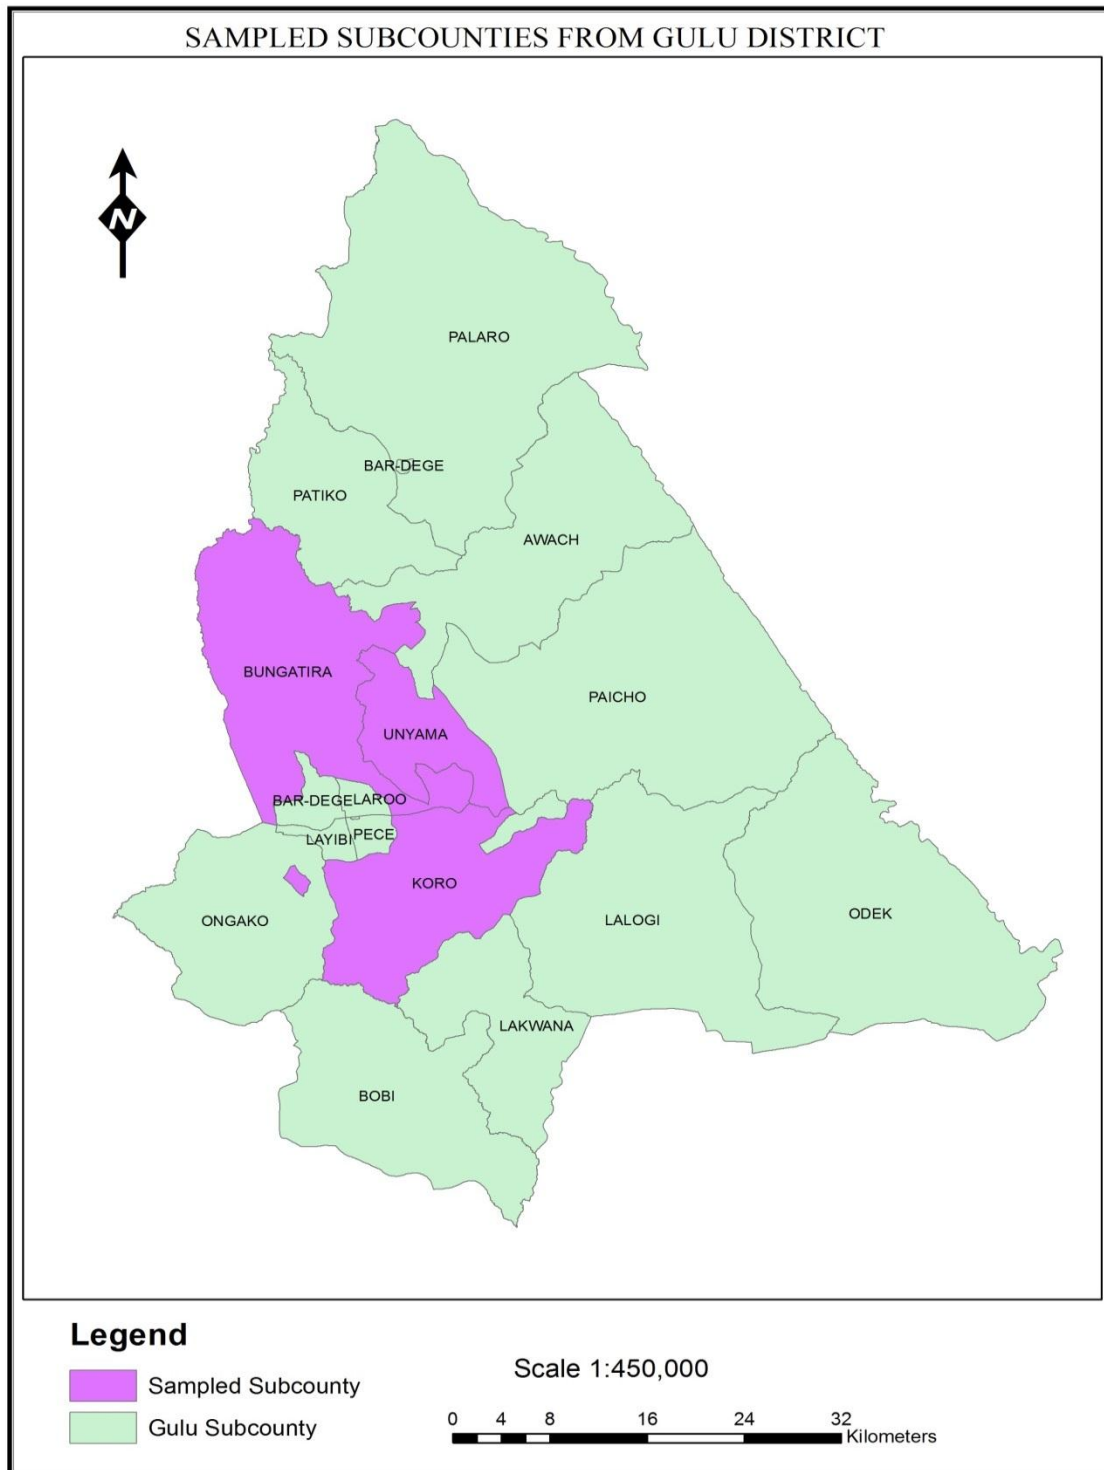 SAMPLED SUBCOUNTIES FROM GULU DISTRICT
N
PALARO
BAR-DEGE
PATIKO
AWACH
BUNGATIRA
PAICHO
UNYAMA
BAR-DEGE
LAROO
LAYIBI
PECE
KORO
ONGAKO
LALOGI
ODEK
LAKWANA
BOBI
Legend
Sampled Subcounty
Gulu Subcounty
Scale 1:450,000
0 4 8 16 24 32
Kilometers